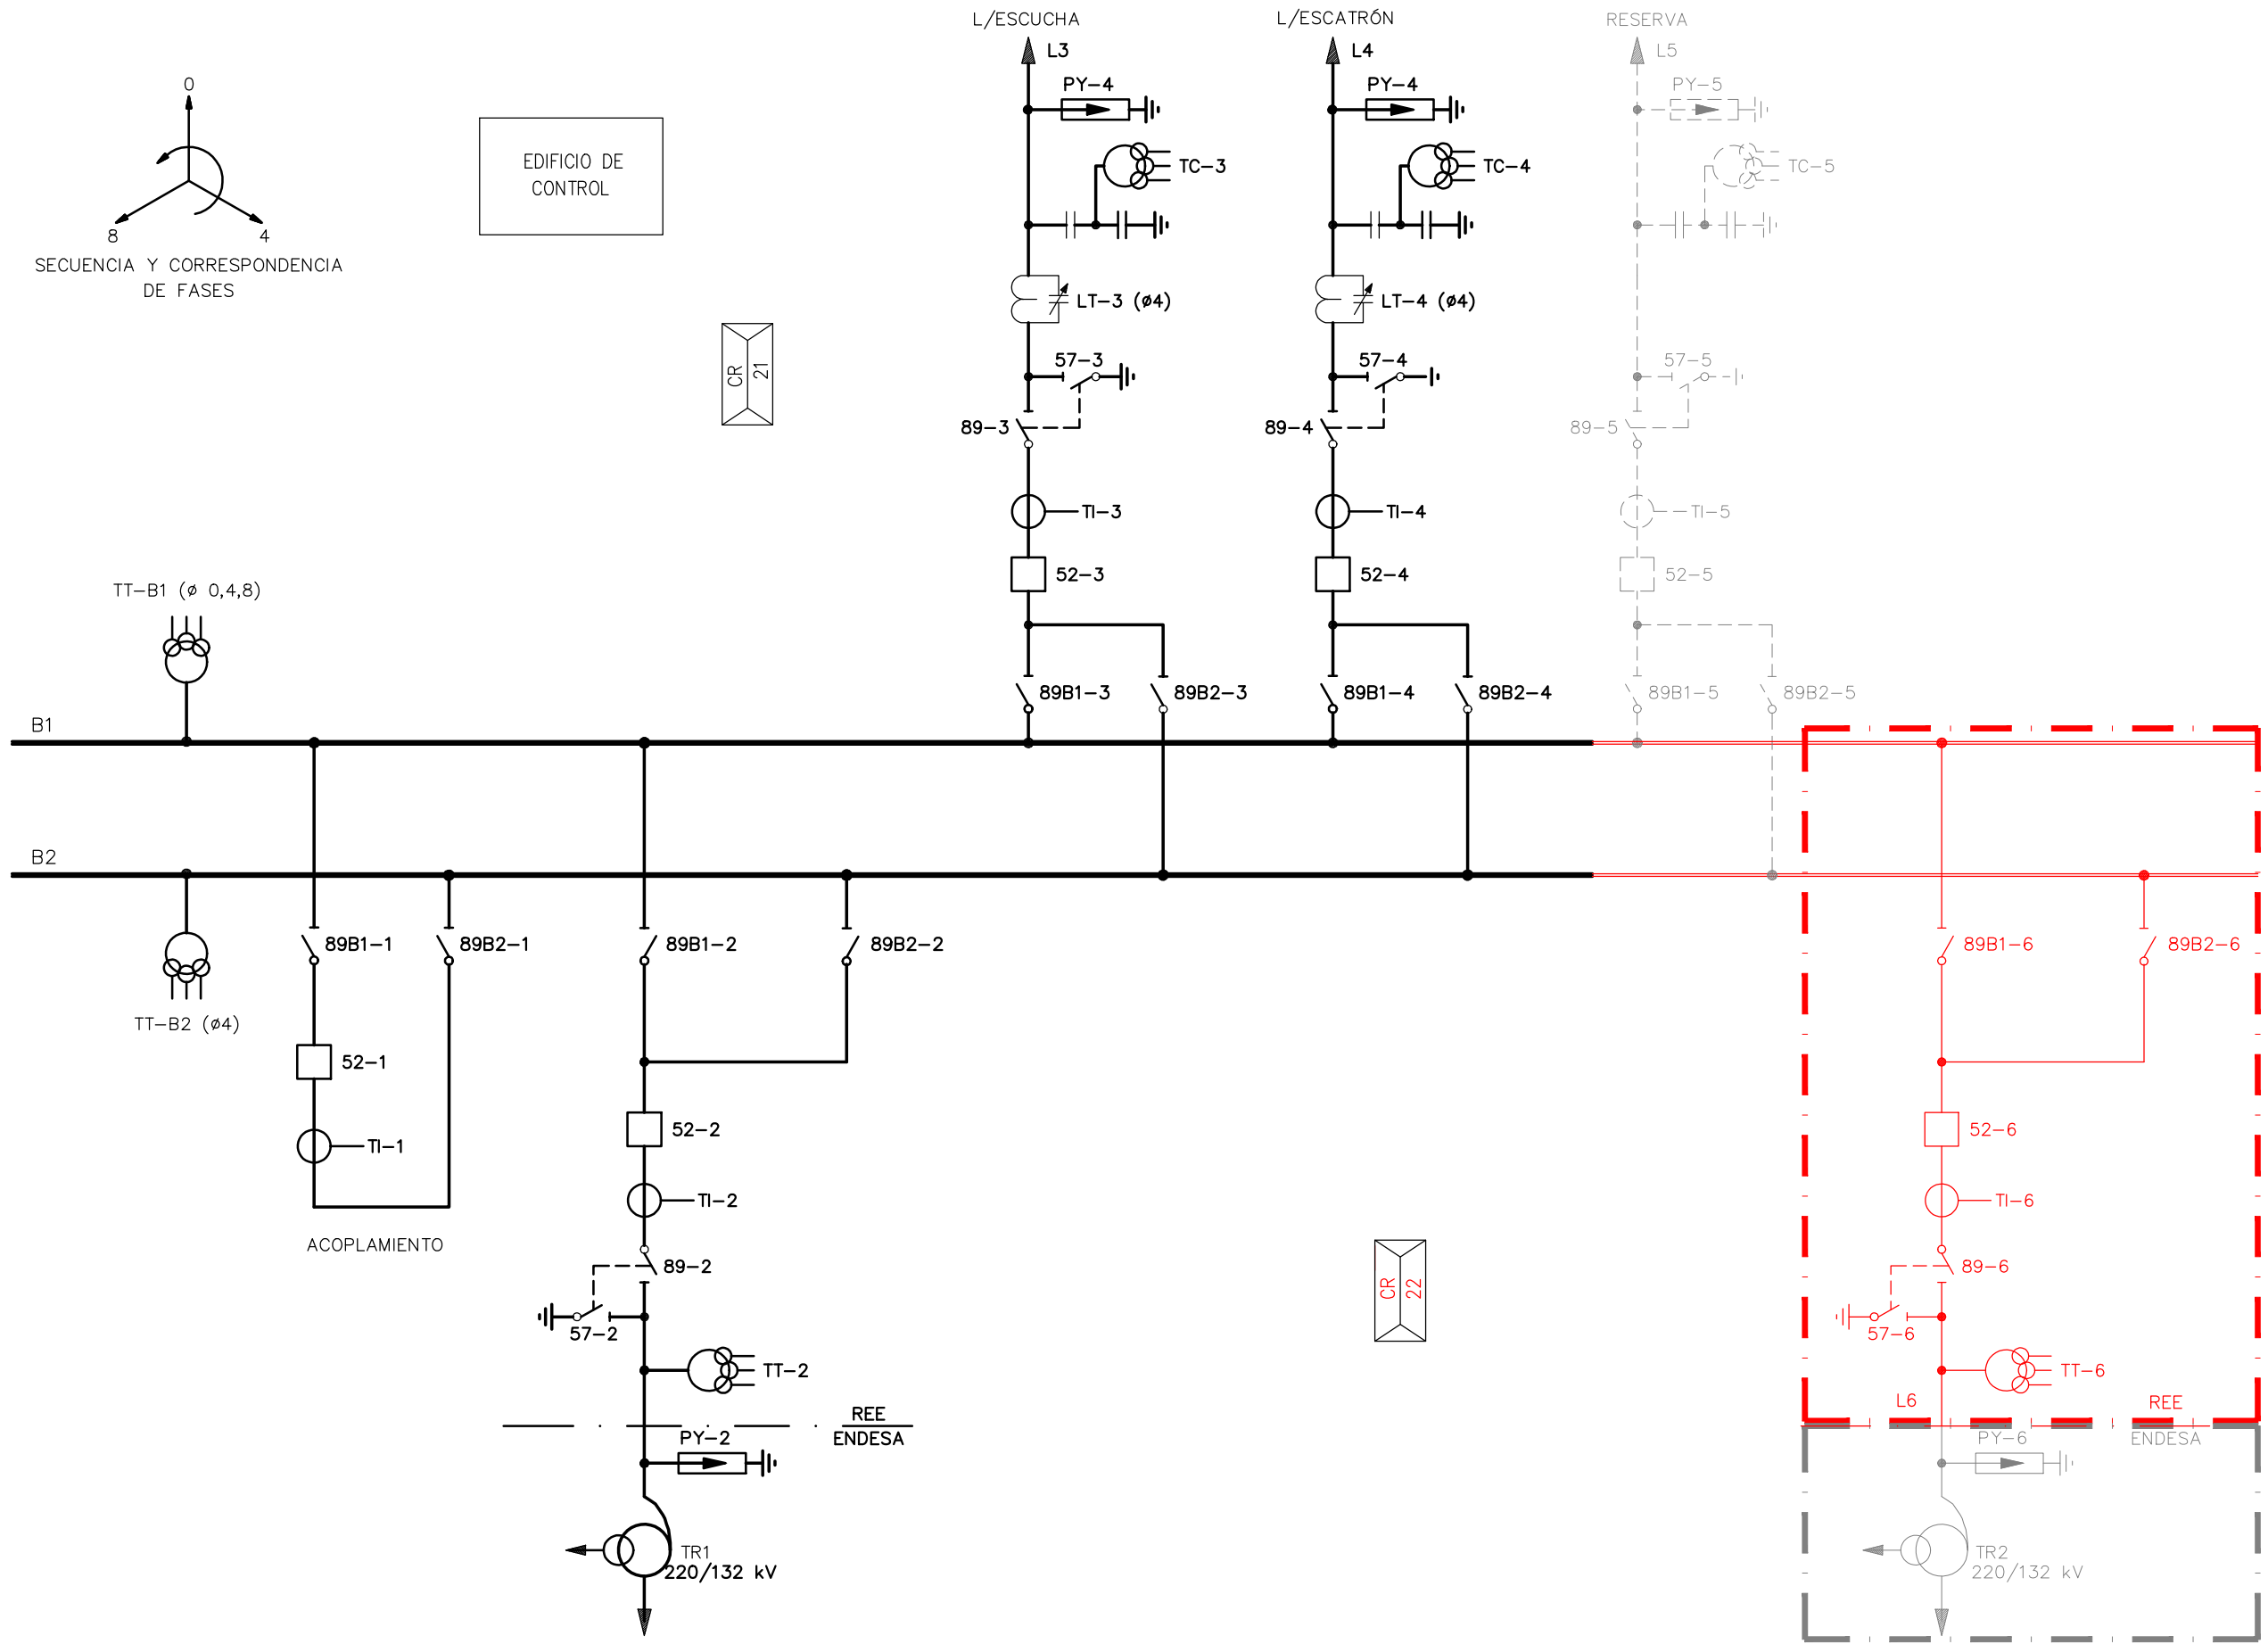 L/ESCUCHA
L/ESCATRÓN
RESERVA
L3
L4
L5
0
8
4
SECUENCIA Y CORRESPONDENCIA
DE FASES
EDIFICIO DE
CONTROL
CR
21
PY-4
PY-4
PY-5
TC-3
TC-4
TC-5
LT-3 (ø4)
LT-4 (ø4)
57-3
57-4
57-5
89-3
89-4
89-5
TI-3
TI-4
TI-5
52-3
52-4
52-5
TT-B1 (ø 0,4,8)
89B1-3
89B2-3
89B1-4
89B2-4
89B1-5
89B2-5
B1
B2
89B1-1
89B2-1
89B1-2
89B2-2
89B1-6
89B2-6
TT-B2 (ø4)
52-1
52-2
52-6
TI-1
TI-2
TI-6
ACOPLAMIENTO
89-2
89-6
CR
22
57-2
57-6
TT-2
TT-6
L6
REE
ENDESA
REE
ENDESA
PY-2
PY-6
TR1
220/132 kV
TR2
220/132 kV